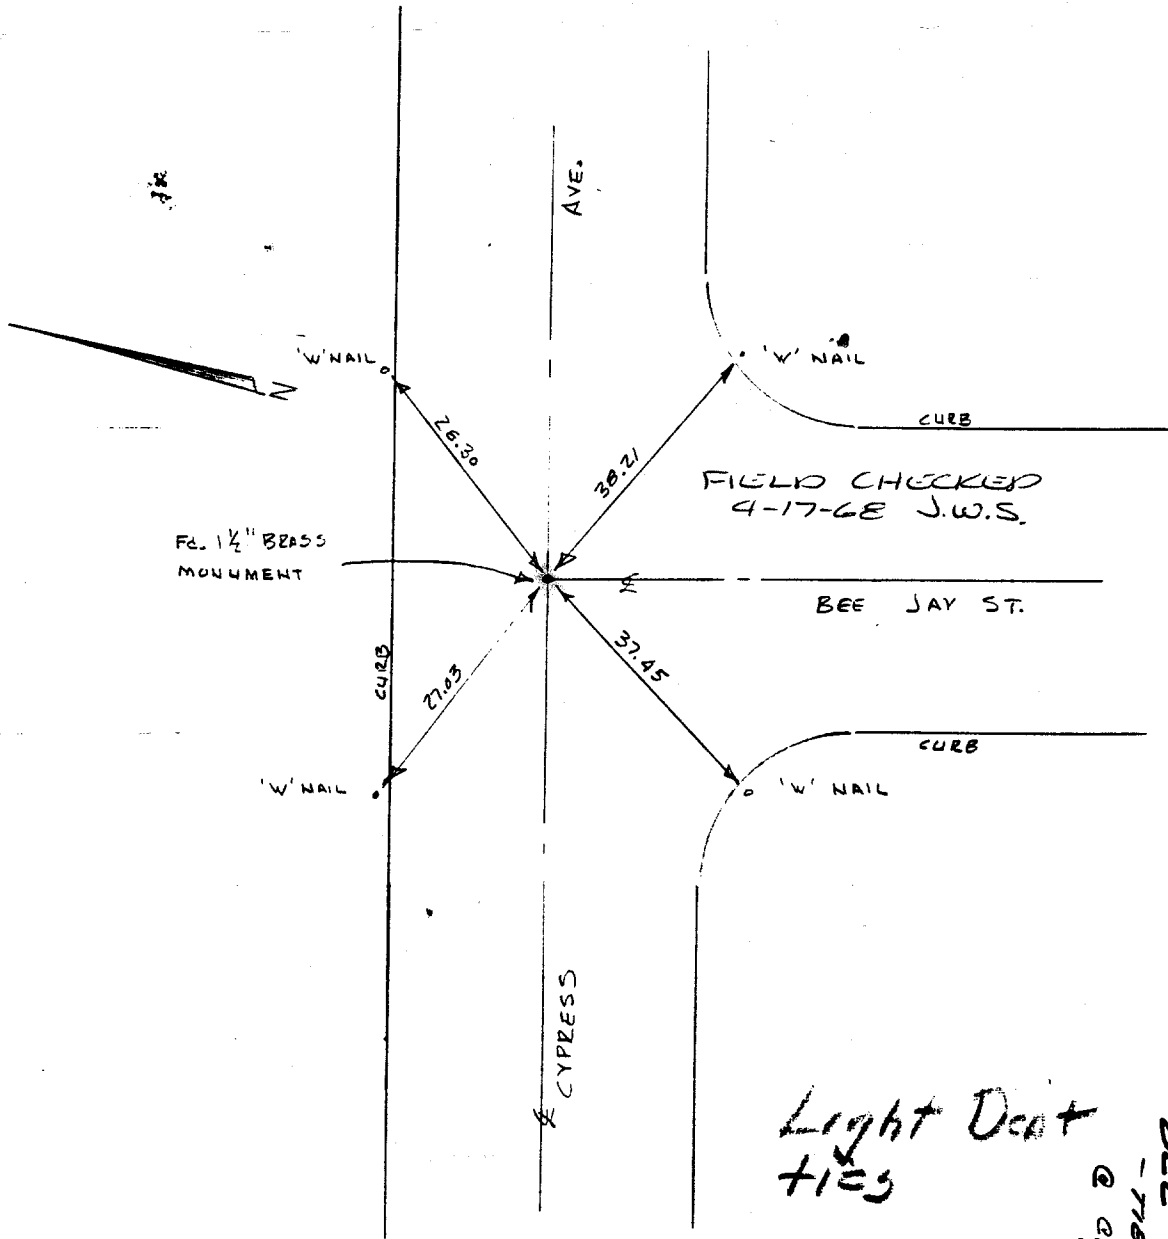 AVE.
'W' NAIL
'W' NAIL
N
26.30
38.21
CURB
FIELD CHECKED
4-17-68 J.W.S.
Fd. 1½" BRASS
MONUMENT
℄
BEE JAY ST.
CURB
27.03
37.45
CURB
'W' NAIL
'W' NAIL
℄ CYPRESS
Light Dept
ties